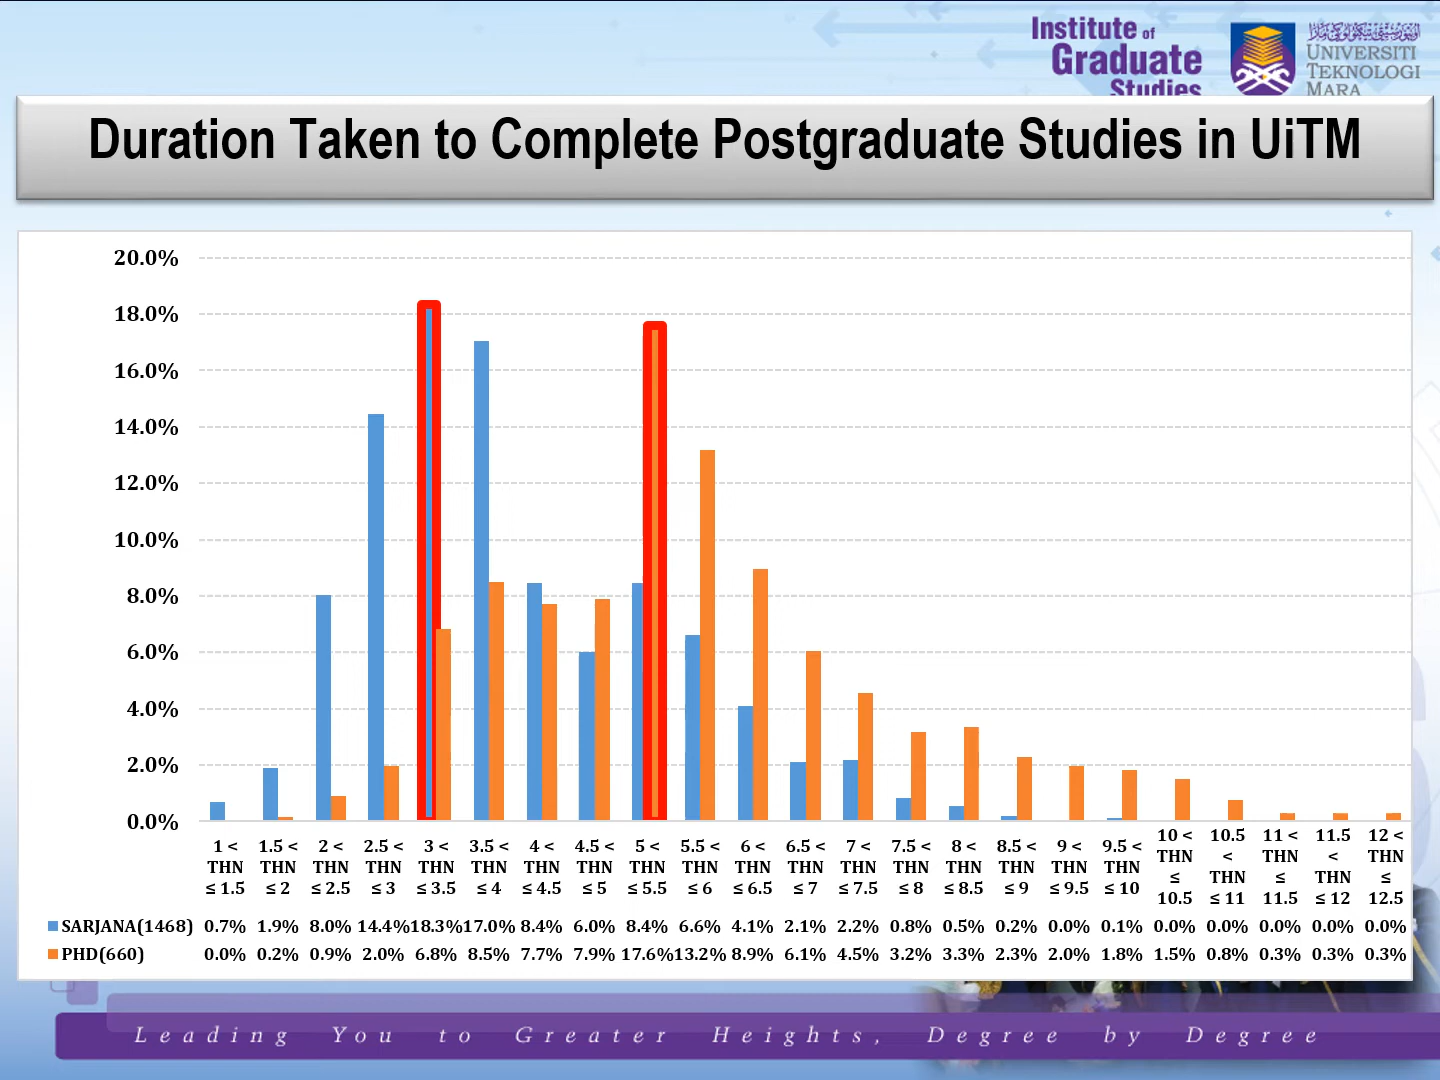 Institute of
Graduate
Studies
UNIVERSITI
TEKNOLOGI
MARA
Duration Taken to Complete Postgraduate Studies in UiTM
20.0%
18.0%
16.0%
14.0%
12.0%
10.0%
8.0%
6.0%
4.0%
2.0%
0.0%
1 < THN ≤ 1.5
1.5 < THN ≤ 2
2 < THN ≤ 2.5
2.5 < THN ≤ 3
3 < THN ≤ 3.5
3.5 < THN ≤ 4
4 < THN ≤ 4.5
4.5 < THN ≤ 5
5 < THN ≤ 5.5
5.5 < THN ≤ 6
6 < THN ≤ 6.5
6.5 < THN ≤ 7
7 < THN ≤ 7.5
7.5 < THN ≤ 8
8 < THN ≤ 8.5
8.5 < THN ≤ 9
9 < THN ≤ 9.5
9.5 < THN ≤ 10
10 < THN ≤ 10.5
10.5 < THN ≤ 11
11 < THN ≤ 11.5
11.5 < THN ≤ 12
12 < THN ≤ 12.5
SARJANA(1468) 0.7% 1.9% 8.0% 14.4% 18.3% 17.0% 8.4% 6.0% 8.4% 6.6% 4.1% 2.1% 2.2% 0.8% 0.5% 0.2% 0.0% 0.1% 0.0% 0.0% 0.0% 0.0% 0.0%
PHD(660) 0.0% 0.2% 0.9% 2.0% 6.8% 8.5% 7.7% 7.9% 17.6% 13.2% 8.9% 6.1% 4.5% 3.2% 3.3% 2.3% 2.0% 1.8% 1.5% 0.8% 0.3% 0.3% 0.3%
Leading You to Greater Heights, Degree by Degree